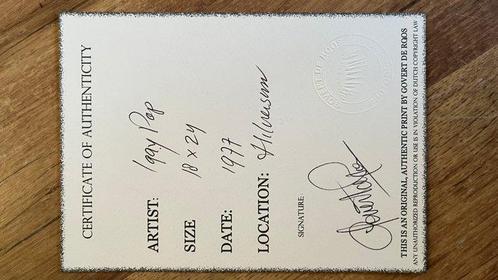 CERTIFICATE OF AUTHENTICITY
ARTIST: Iggy Pop
SIZE 18 x 24
DATE: 1977
LOCATION: Hilversum
SIGNATURE:
THIS IS AN ORIGINAL, AUTHENTIC PRINT BY GOVERT DE ROOS
ANY UNAUTHORIZED REPRODUCTION OR USE IS IN VIOLATION OF DUTCH COPYRIGHT LAW